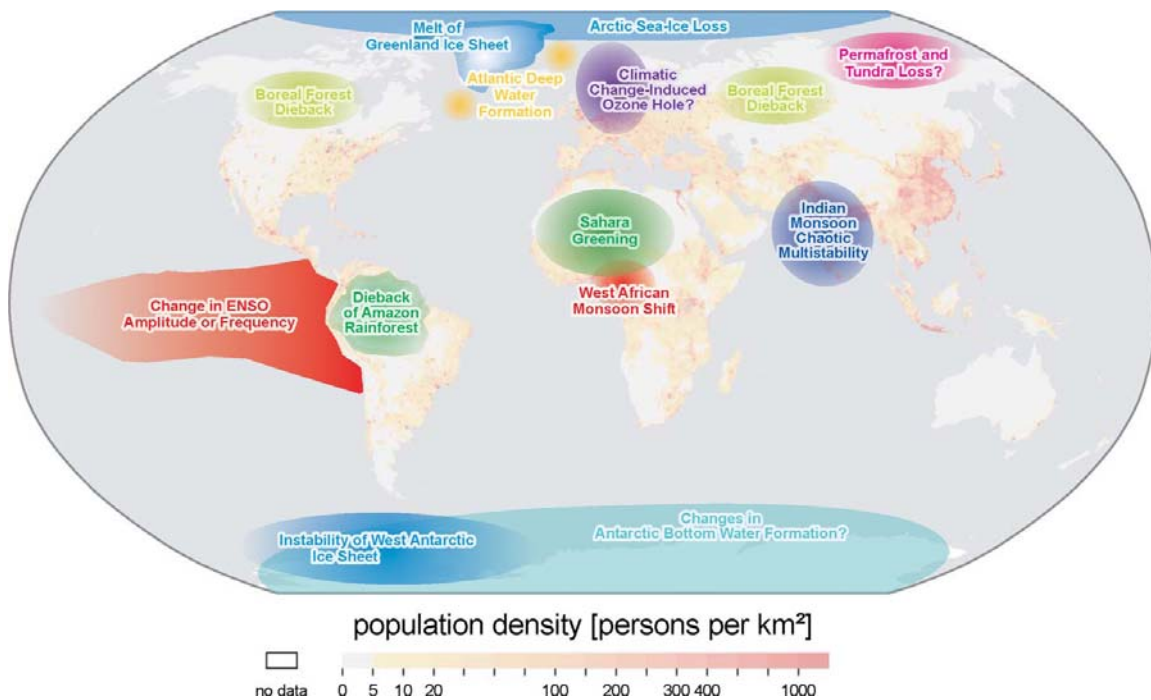 Melt of
Greenland Ice Sheet
Arctic Sea-Ice Loss
Permafrost and
Tundra Loss?
Atlantic Deep
Water
Formation
Climatic
Change-Induced
Ozone Hole?
Boreal Forest
Dieback
Boreal Forest
Dieback
Sahara
Greening
Indian
Monsoon
Chaotic
Multistability
Change in ENSO
Amplitude or Frequency
Dieback
of Amazon
Rainforest
West African
Monsoon Shift
Instability of West Antarctic
Ice Sheet
Changes in
Antarctic Bottom Water Formation?
population density [persons per km²]
no data 0 5 10 20 100 200 300 400 1000